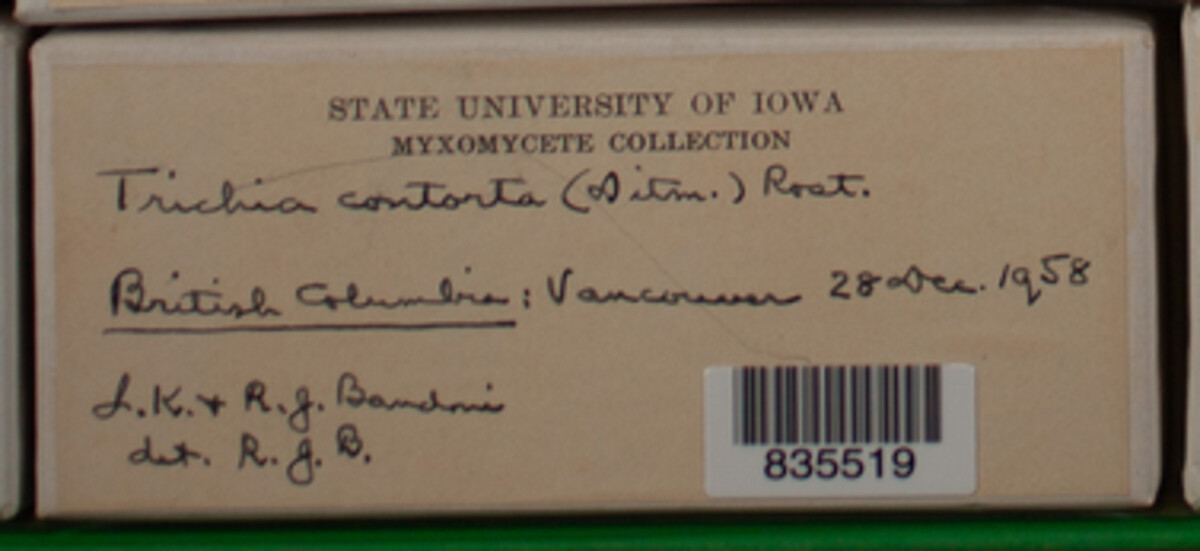 STATE UNIVERSITY OF IOWA
MYXOMYCETE COLLECTION
Trichia contorta (Ditm.) Rost.
British Columbia: Vancouver 28 Dec. 1958
L.K. + R.J. Bandoni
det. R.J.B.
835519